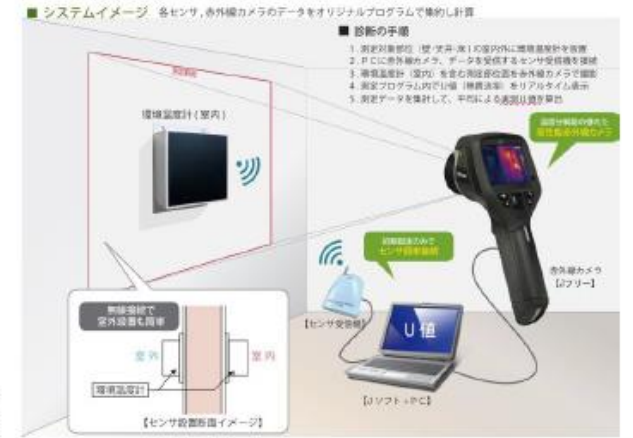 ■ システムイメージ 各センサ,赤外線カメラのデータをオリジナルプログラムで集約し計算
■ 診断の手順
1. 測定対象部位(壁・天井・床)の室内外に環境温度計を設置
2. PCに赤外線カメラ、データを受信するセンサ受信機を接続
3. 環境温度計(室内)を含む測定部位面を赤外線カメラで撮影
4. 測定プログラム内でU値(熱貫流率)をリアルタイム表示
5. 測定データを集計して、平均による実測U値を算出
環境温度計(室内)
温度分解能の優れた
高性能赤外線カメラ
初期設定のみで
センサ簡単接続
赤外線カメラ
【Jフリー】
無線接続で
室外設置も簡単
【センサ受信機】
U値
室外
室内
環境温度計
【Jソフト+PC】
【センサ設置断面イメージ】